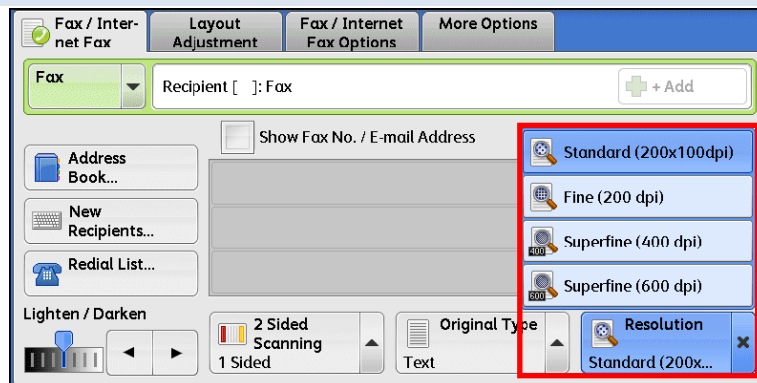 Fax / Inter-
net Fax
Layout
Adjustment
Fax / Internet
Fax Options
More Options
Fax
Recipient [   ]: Fax
+ Add
Show Fax No. / E-mail Address
Address
Book...
New
Recipients...
Redial List...
Standard (200x100dpi)
Fine (200 dpi)
400
Superfine (400 dpi)
600
Superfine (600 dpi)
Lighten / Darken
2 Sided
Scanning
1 Sided
Original Type
Text
Resolution
Standard (200x...